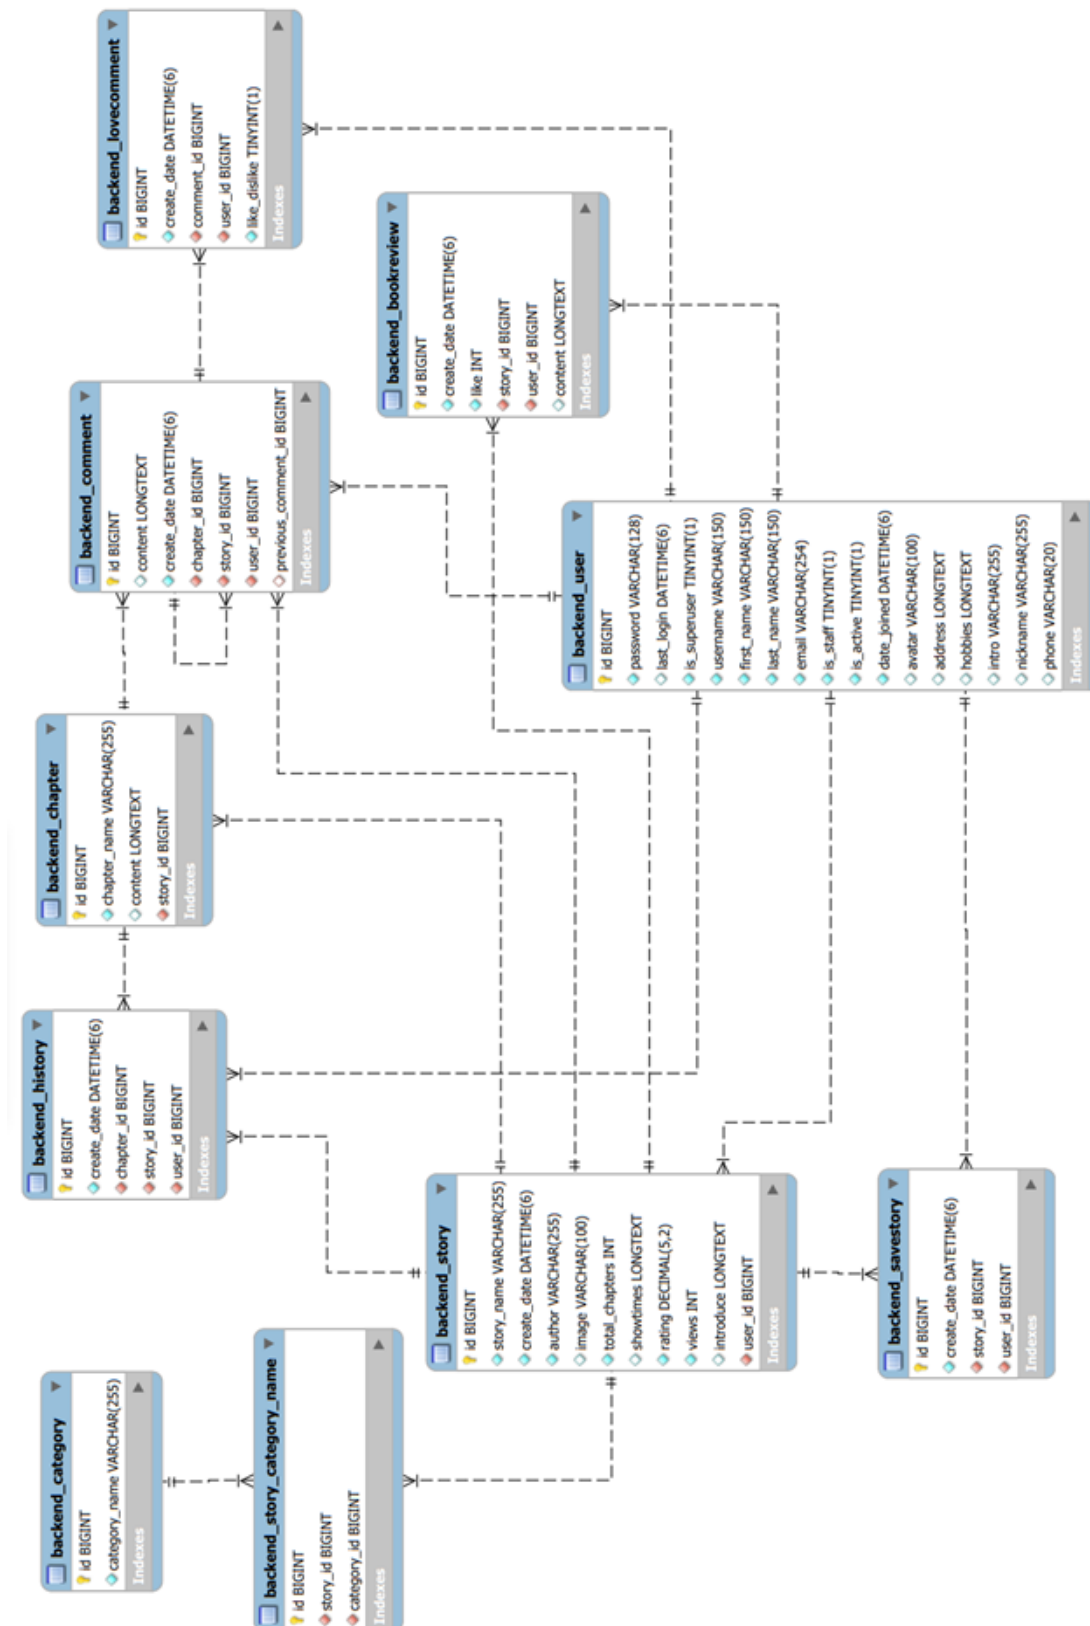 backend_category
id BIGINT
category_name VARCHAR(255)
Indexes
backend_story_category_name
id BIGINT
story_id BIGINT
category_id BIGINT
Indexes
backend_history
id BIGINT
create_date DATETIME(6)
chapter_id BIGINT
story_id BIGINT
user_id BIGINT
Indexes
backend_chapter
id BIGINT
chapter_name VARCHAR(255)
content LONGTEXT
story_id BIGINT
Indexes
backend_comment
id BIGINT
content LONGTEXT
create_date DATETIME(6)
chapter_id BIGINT
story_id BIGINT
user_id BIGINT
previous_comment_id BIGINT
Indexes
backend_lovecomment
id BIGINT
create_date DATETIME(6)
comment_id BIGINT
user_id BIGINT
like_dislike TINYINT(1)
Indexes
backend_bookreview
id BIGINT
create_date DATETIME(6)
like INT
story_id BIGINT
user_id BIGINT
content LONGTEXT
Indexes
backend_story
id BIGINT
story_name VARCHAR(255)
create_date DATETIME(6)
author VARCHAR(255)
image VARCHAR(100)
total_chapters INT
showtimes LONGTEXT
rating DECIMAL(5,2)
views INT
introduce LONGTEXT
user_id BIGINT
Indexes
backend_user
id BIGINT
password VARCHAR(128)
last_login DATETIME(6)
is_superuser TINYINT(1)
username VARCHAR(150)
first_name VARCHAR(150)
last_name VARCHAR(150)
email VARCHAR(254)
is_staff TINYINT(1)
is_active TINYINT(1)
date_joined DATETIME(6)
avatar VARCHAR(100)
address LONGTEXT
hobbies LONGTEXT
intro VARCHAR(255)
nickname VARCHAR(255)
phone VARCHAR(20)
Indexes
backend_savestory
id BIGINT
create_date DATETIME(6)
story_id BIGINT
user_id BIGINT
Indexes